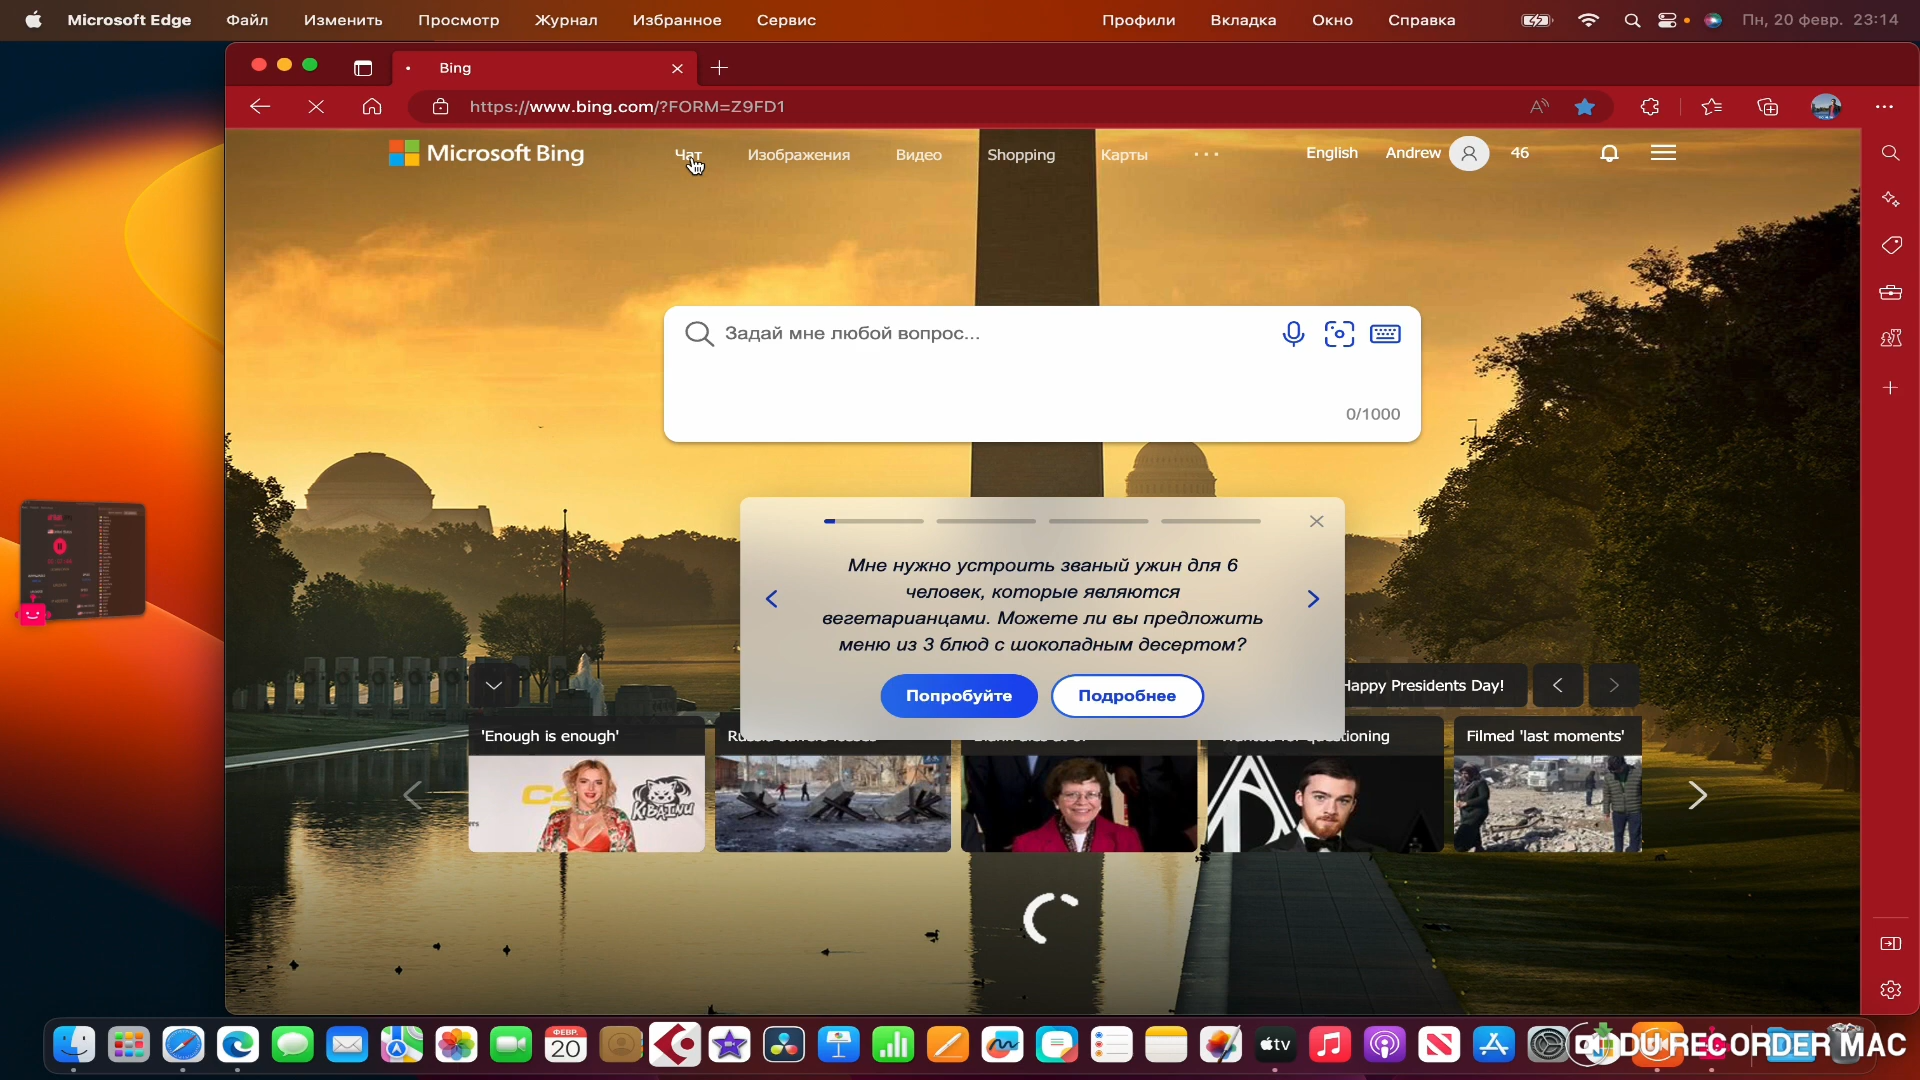 Microsoft Edge Файл Изменить Просмотр Журнал Избранное Сервис Профили Вкладка Окно Справка Пн, 20 февр. 23:14
Bing
https://www.bing.com/?FORM=Z9FD1
Microsoft Bing Чат Изображения Видео Shopping Карты English Andrew 46
Задай мне любой вопрос...
0/1000
Мне нужно устроить званый ужин для 6
человек, которые являются
вегетарианцами. Можете ли вы предложить
меню из 3 блюд с шоколадным десертом?
Попробуйте Подробнее
Happy Presidents Day!
'Enough is enough'
Filmed 'last moments'
KIBAINU
ФЕВР.
20
tv
DU RECORDER MAC